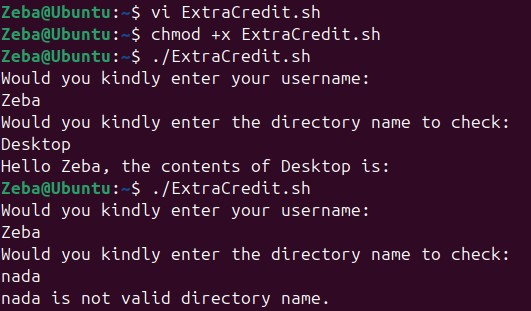 Zeba@Ubuntu:~$ vi ExtraCredit.sh
Zeba@Ubuntu:~$ chmod +x ExtraCredit.sh
Zeba@Ubuntu:~$ ./ExtraCredit.sh
Would you kindly enter your username:
Zeba
Would you kindly enter the directory name to check:
Desktop
Hello Zeba, the contents of Desktop is:
Zeba@Ubuntu:~$ ./ExtraCredit.sh
Would you kindly enter your username:
Zeba
Would you kindly enter the directory name to check:
nada
nada is not valid directory name.